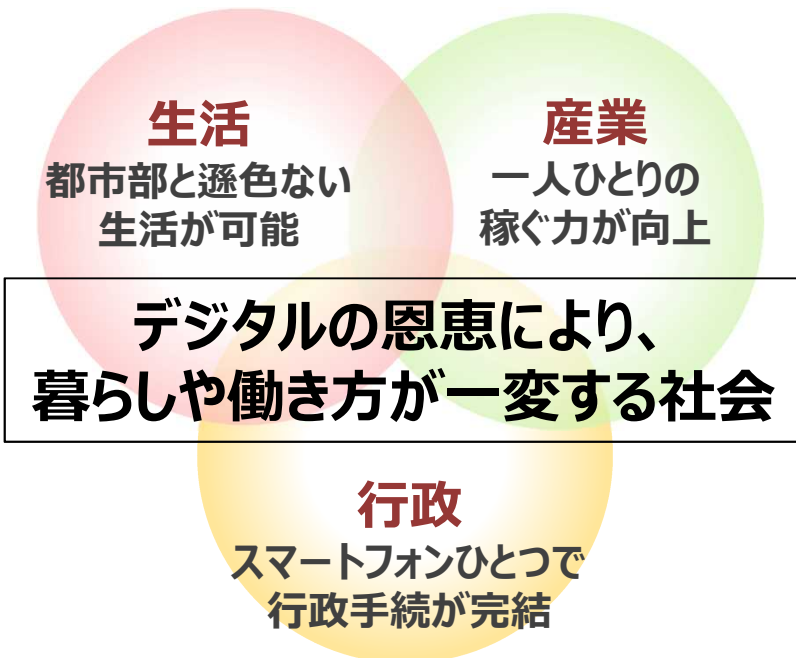 生活
都市部と遜色ない
生活が可能
産業
一人ひとりの
稼ぐ力が向上
デジタルの恩恵により、
暮らしや働き方が一変する社会
行政
スマートフォンひとつで
行政手続が完結